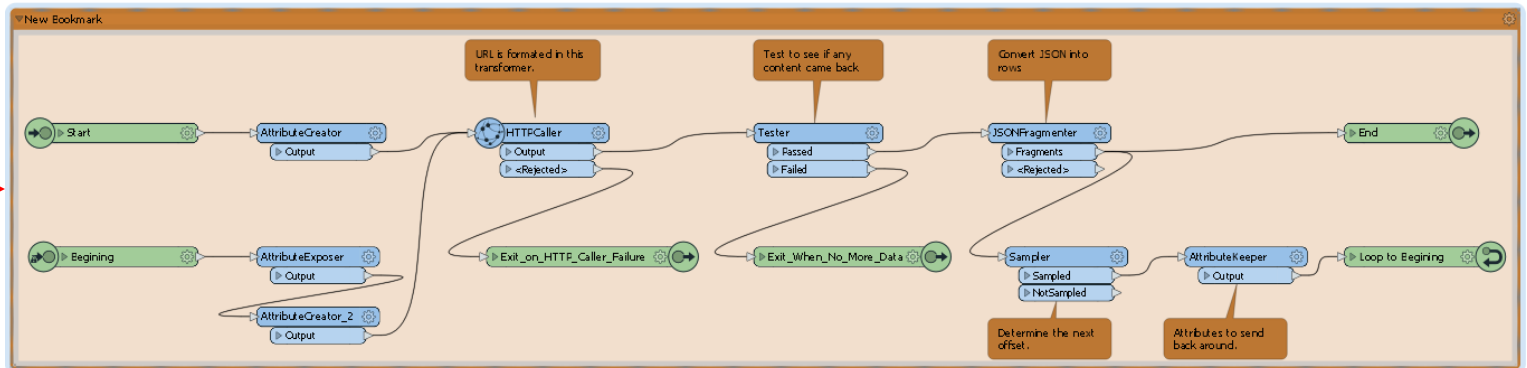 New Bookmark
URL is formated in this
transformer.
Test to see if any
content came back
Convert JSON into
rows
Start
AttributeCreator
Output
HTTPCaller
Output
<Rejected>
Tester
Passed
Failed
JSONFragmenter
Fragments
<Rejected>
End
Begining
AttributeExposer
Output
AttributeCreator_2
Output
Exit_on_HTTP_Caller_Failure
Exit_When_No_More_Data
Sampler
Sampled
NotSampled
AttributeKeeper
Output
Loop to Begining
Determine the next
offset.
Attributes to send
back around.